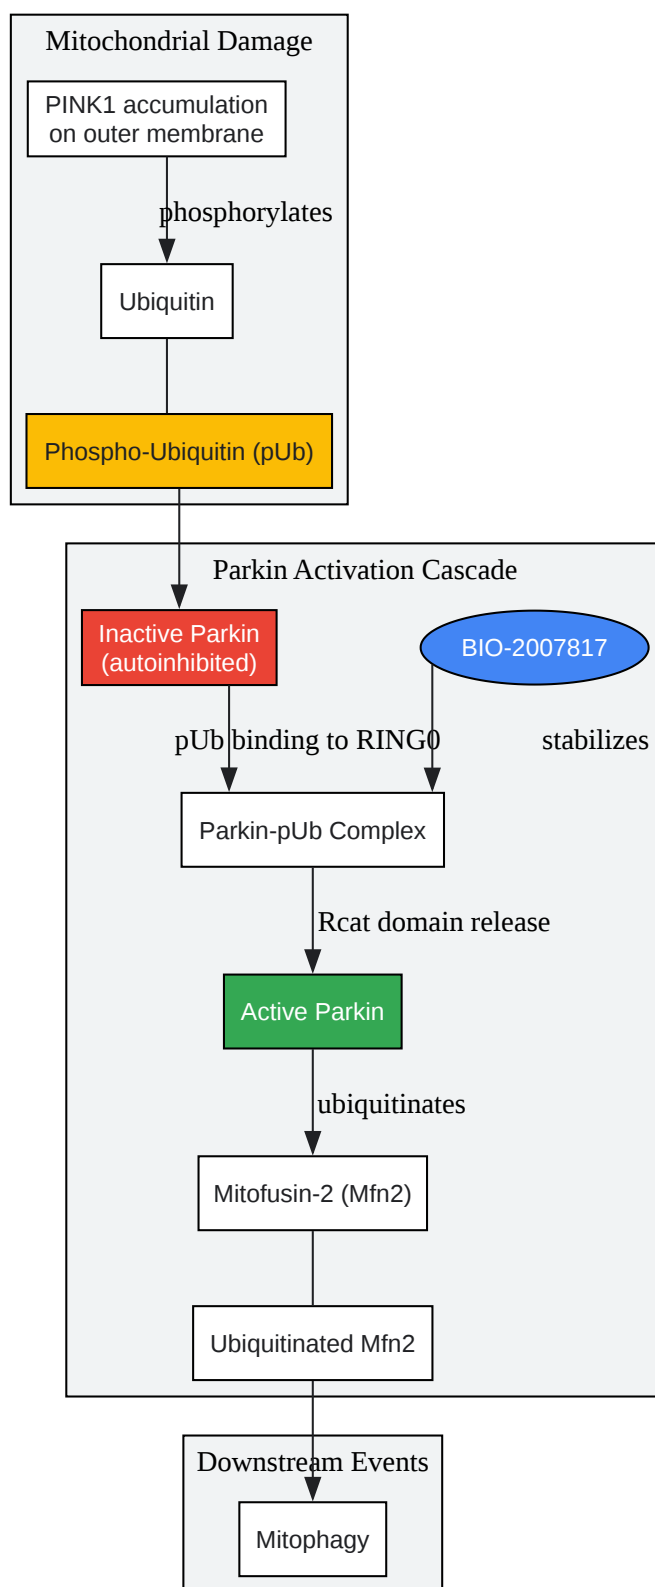 Mitochondrial Damage
PINK1 accumulation
on outer membrane
phosphorylates
Ubiquitin
Phospho-Ubiquitin (pUb)
Parkin Activation Cascade
Inactive Parkin
(autoinhibited)
BIO-2007817
pUb binding to RING0
stabilizes
Parkin-pUb Complex
Rcat domain release
Active Parkin
ubiquitinates
Mitofusin-2 (Mfn2)
Ubiquitinated Mfn2
Downstream Events
Mitophagy